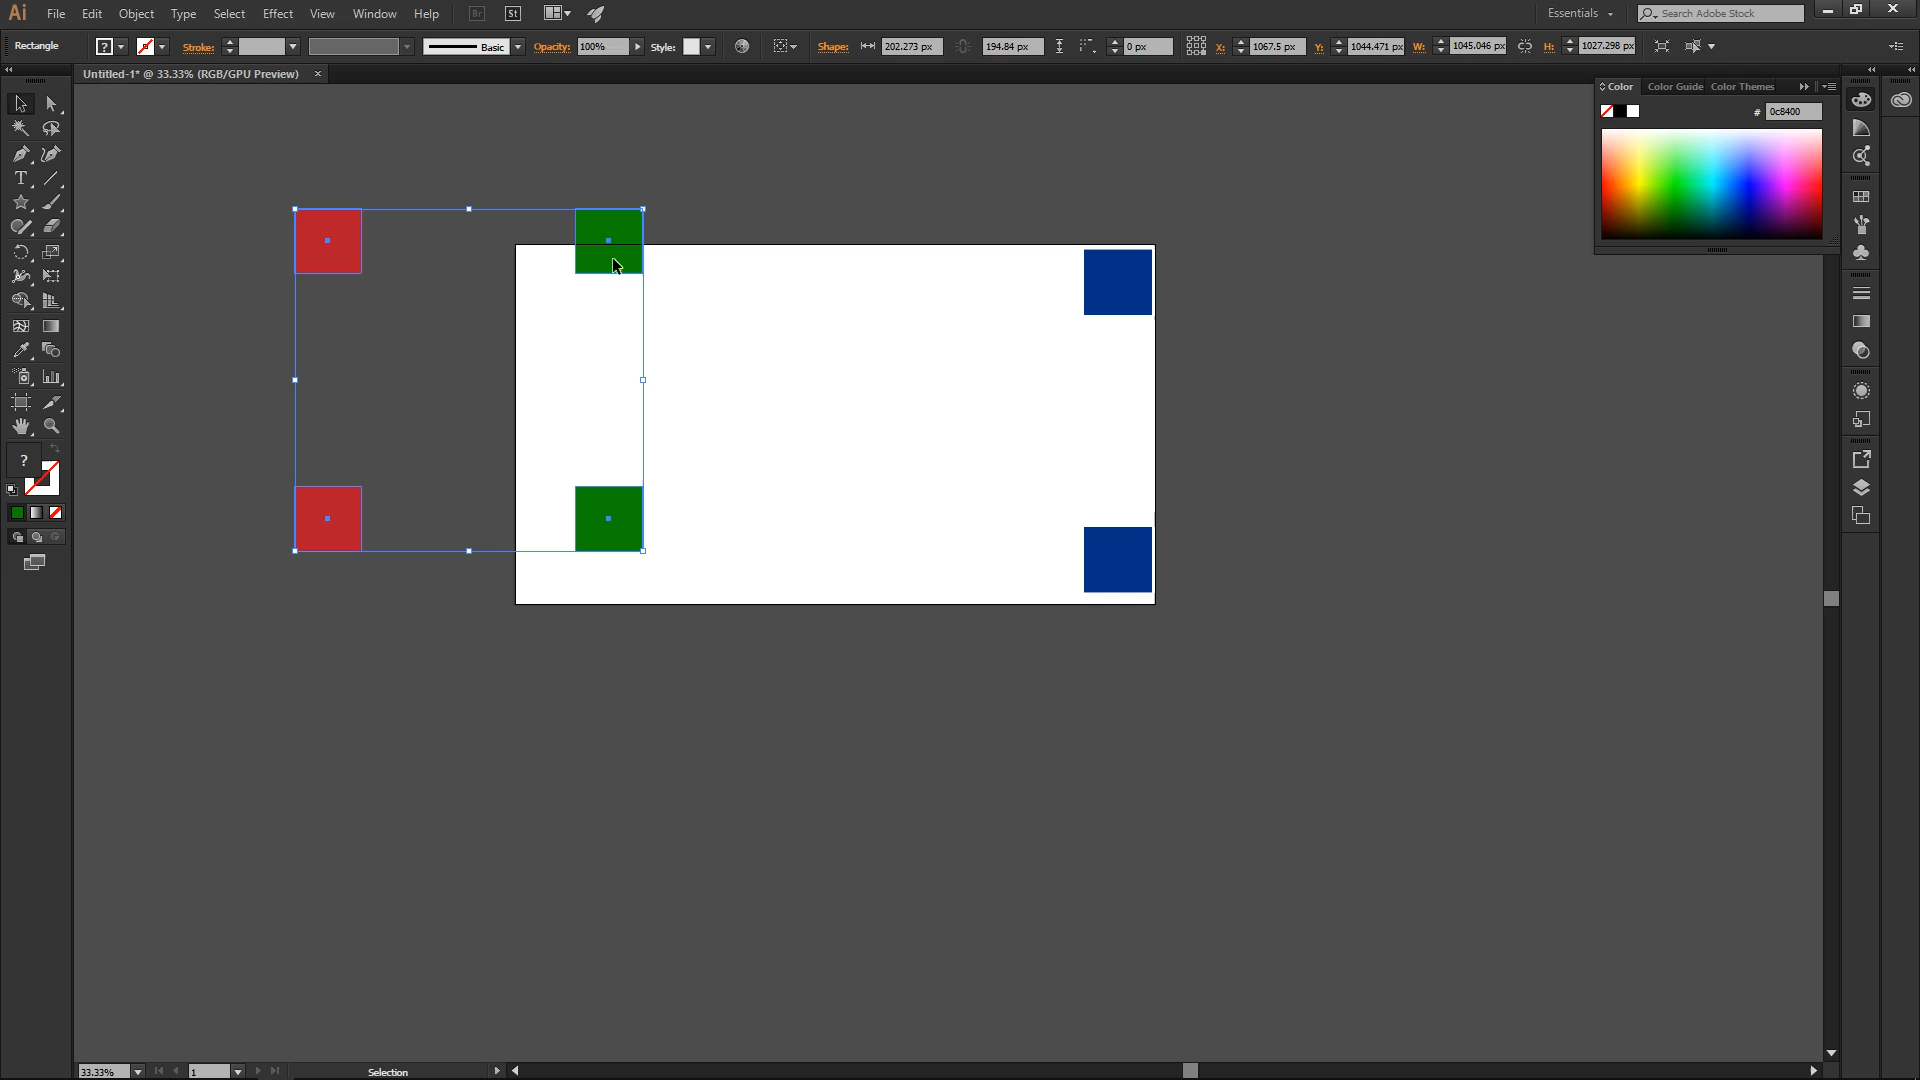 Ai File Edit Object Type Select Effect View Window Help Br St Essentials Search Adobe Stock
Rectangle ? Stroke: Basic Opacity: 100% Style: Shape: 202.273 px 194.84 px 0 px X: 1067.5 px Y: 1044.471 px W: 1045.046 px H: 1027.298 px
Untitled-1* @ 33.33% (RGB/GPU Preview) ×
Color Color Guide Color Themes
# 0c8400
T
?
33.33% 1 Selection